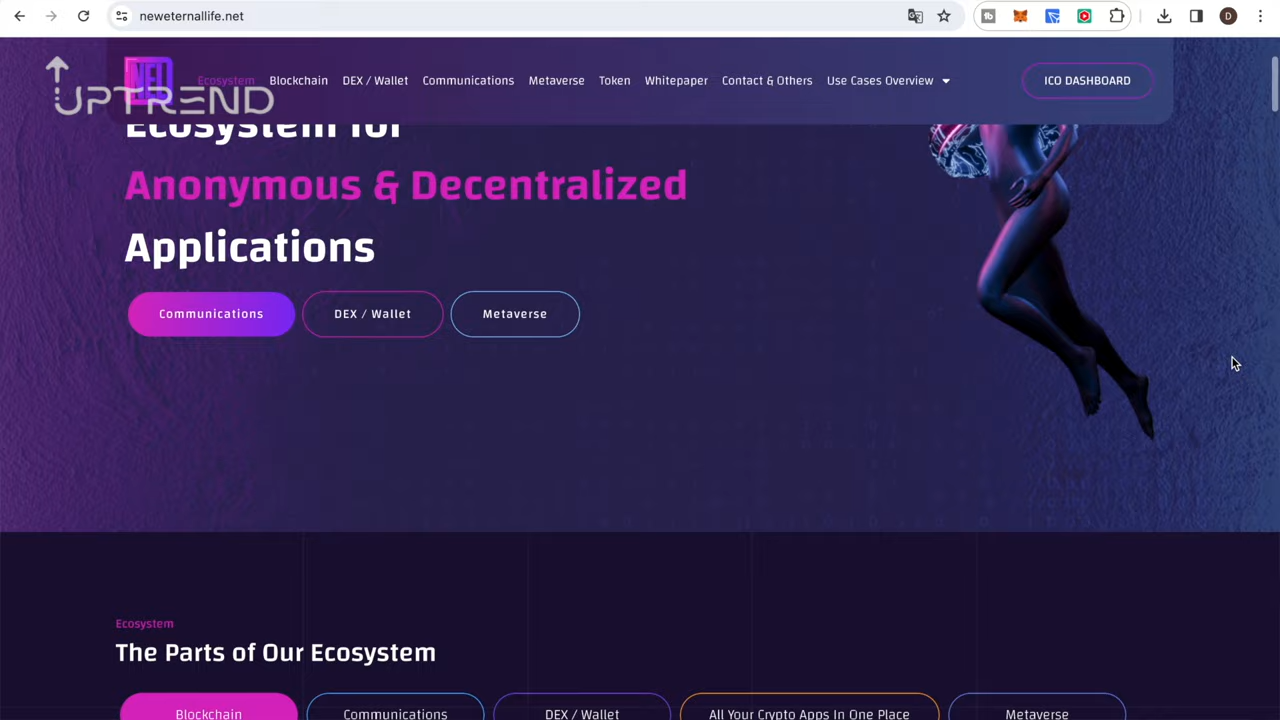 neweternallife.net
D
UPTREND
NEL
Ecosystem
Blockchain
DEX / Wallet
Communications
Metaverse
Token
Whitepaper
Contact & Others
Use Cases Overview
ICO DASHBOARD
Ecosystem for
Anonymous & Decentralized
Applications
Communications
DEX / Wallet
Metaverse
Ecosystem
The Parts of Our Ecosystem
Blockchain
Communications
DEX / Wallet
All Your Crypto Apps In One Place
Metaverse